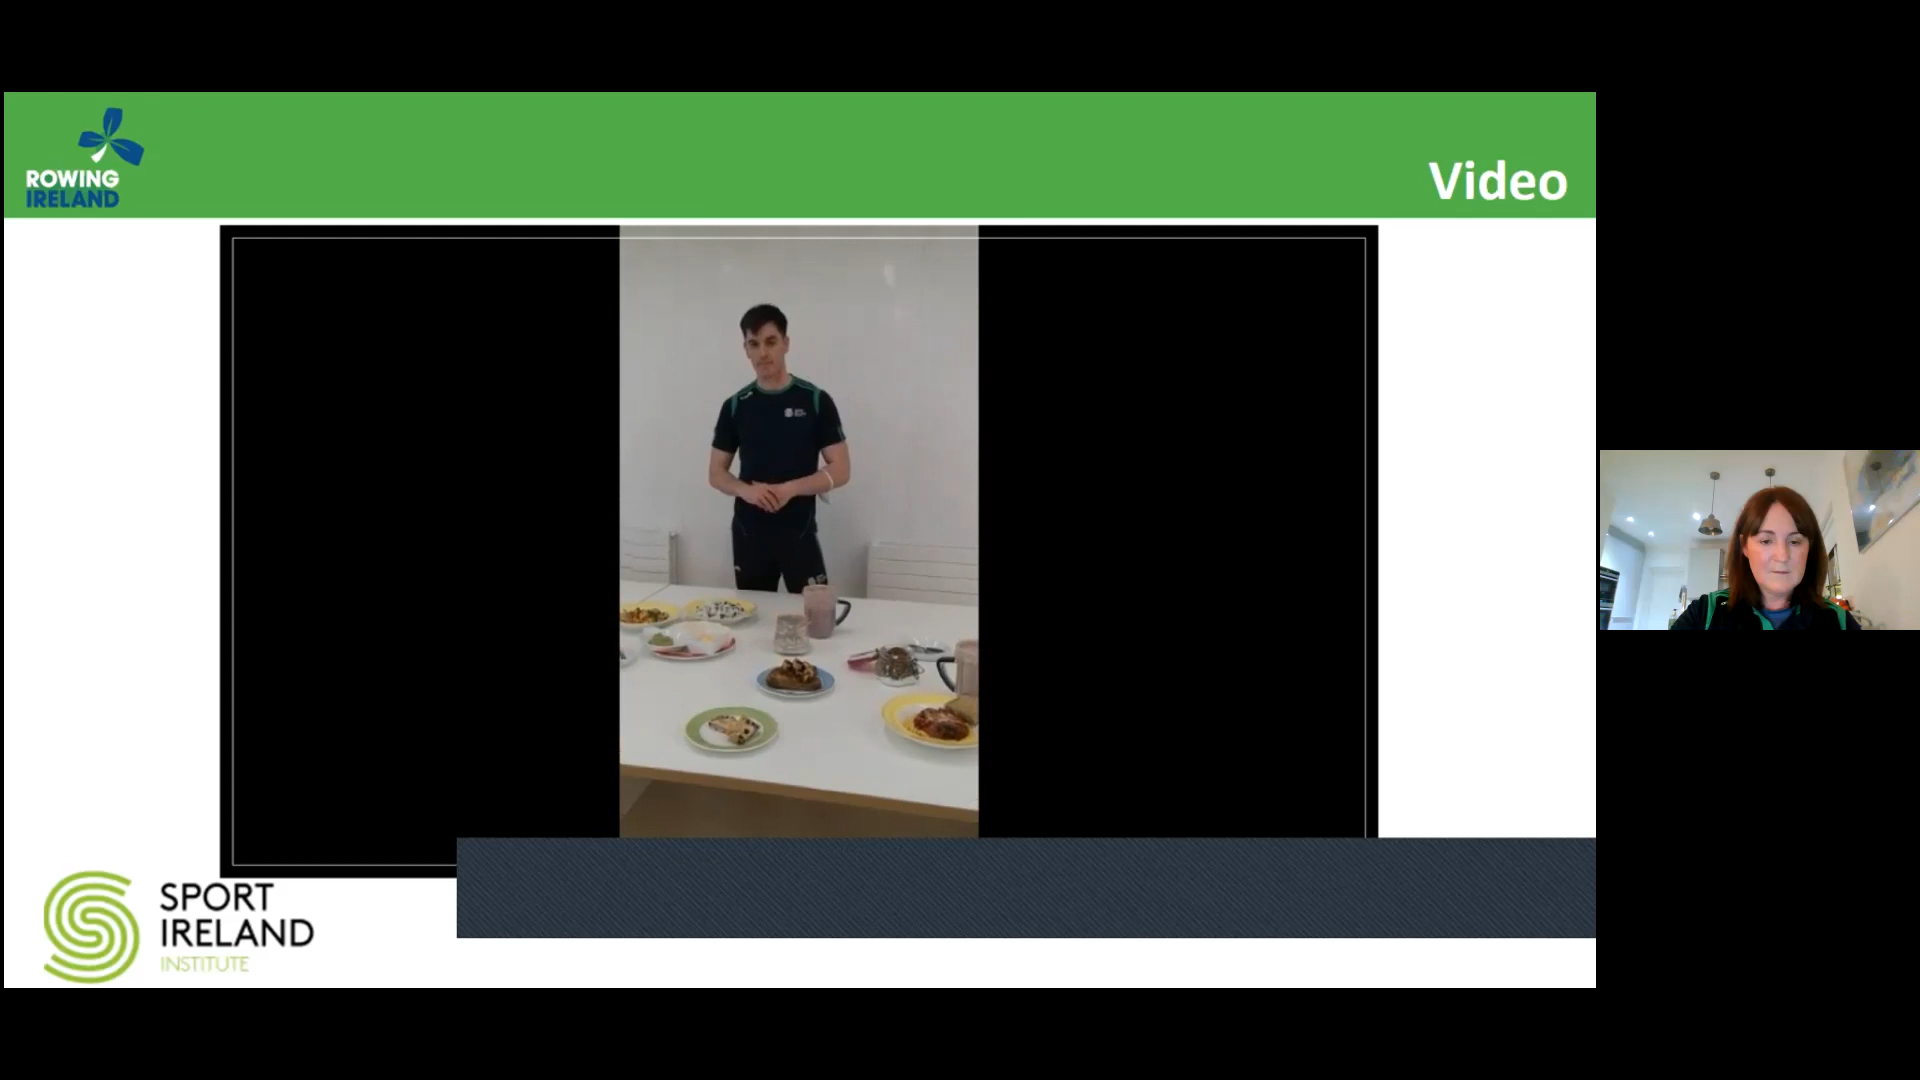 ROWING
IRELAND
Video
SPORT
IRELAND
INSTITUTE